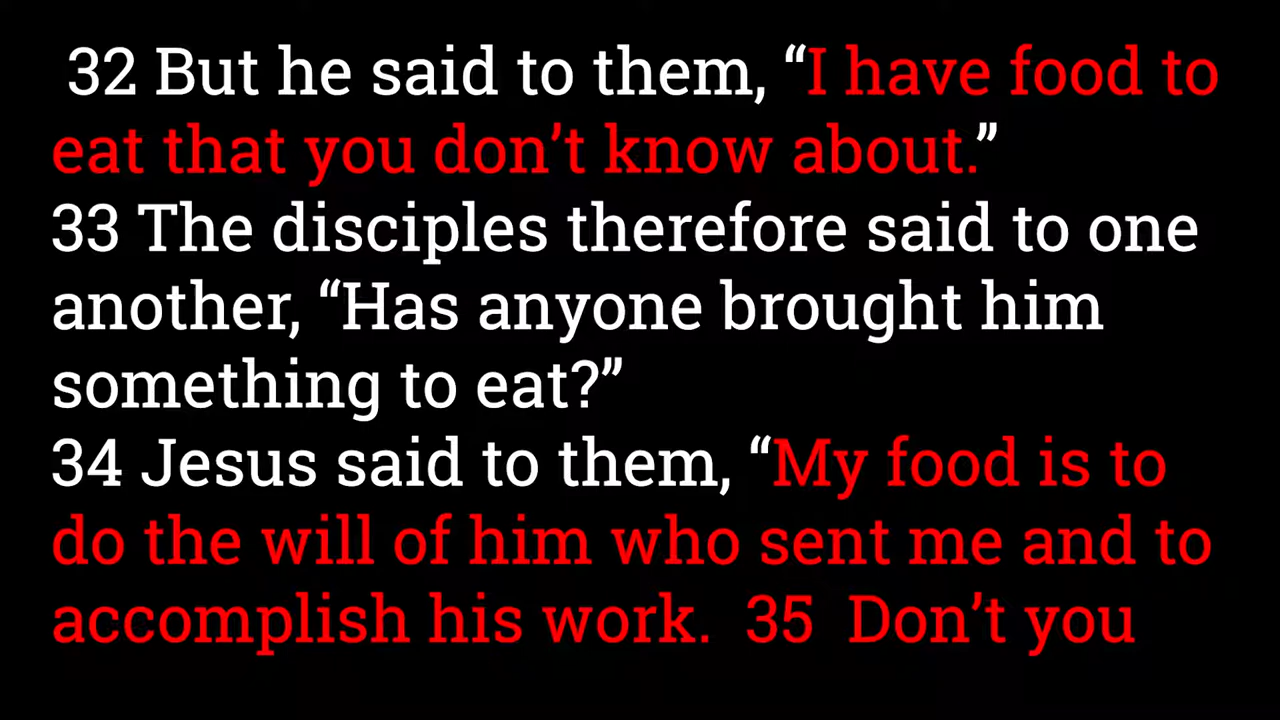 32 But he said to them, “I have food to
eat that you don’t know about.”
33 The disciples therefore said to one
another, “Has anyone brought him
something to eat?”
34 Jesus said to them, “My food is to
do the will of him who sent me and to
accomplish his work.  35  Don’t you